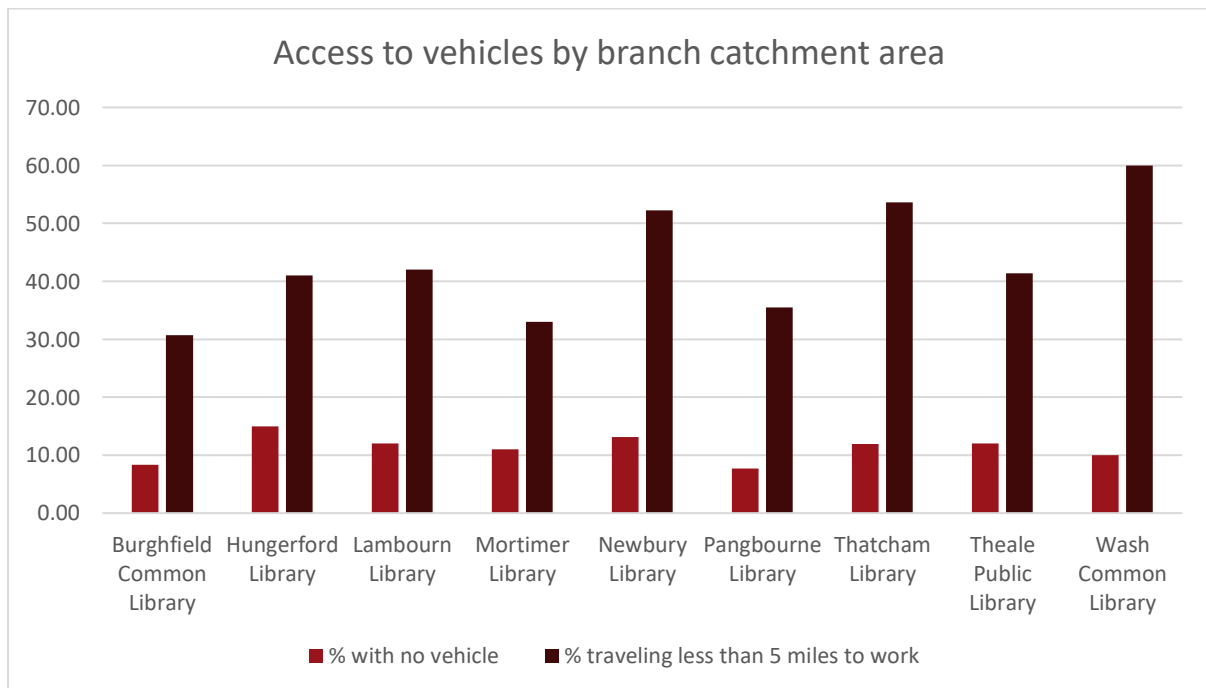 Access to vehicles by branch catchment area
70.00
60.00
50.00
40.00
30.00
20.00
10.00
0.00
Burghfield
Common
Library
Hungerford
Library
Lambourn
Library
Mortimer
Library
Newbury
Library
Pangbourne
Library
Thatcham
Library
Theale
Public
Library
Wash
Common
Library
% with no vehicle
% traveling less than 5 miles to work